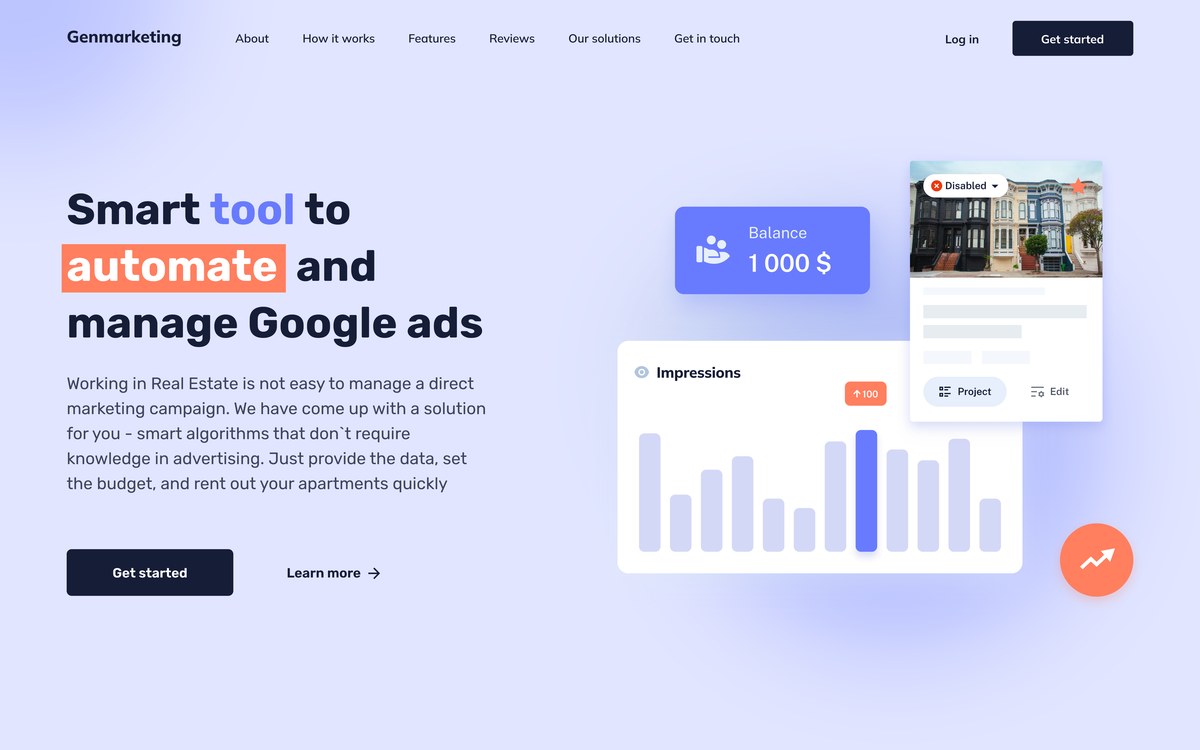 Genmarketing
About
How it works
Features
Reviews
Our solutions
Get in touch
Log in
Get started
Smart tool to
automate and
manage Google ads
Working in Real Estate is not easy to manage a direct
marketing campaign. We have come up with a solution
for you - smart algorithms that don`t require
knowledge in advertising. Just provide the data, set
the budget, and rent out your apartments quickly
Get started
Learn more
Balance
1 000 $
Disabled
Project
Edit
Impressions
100